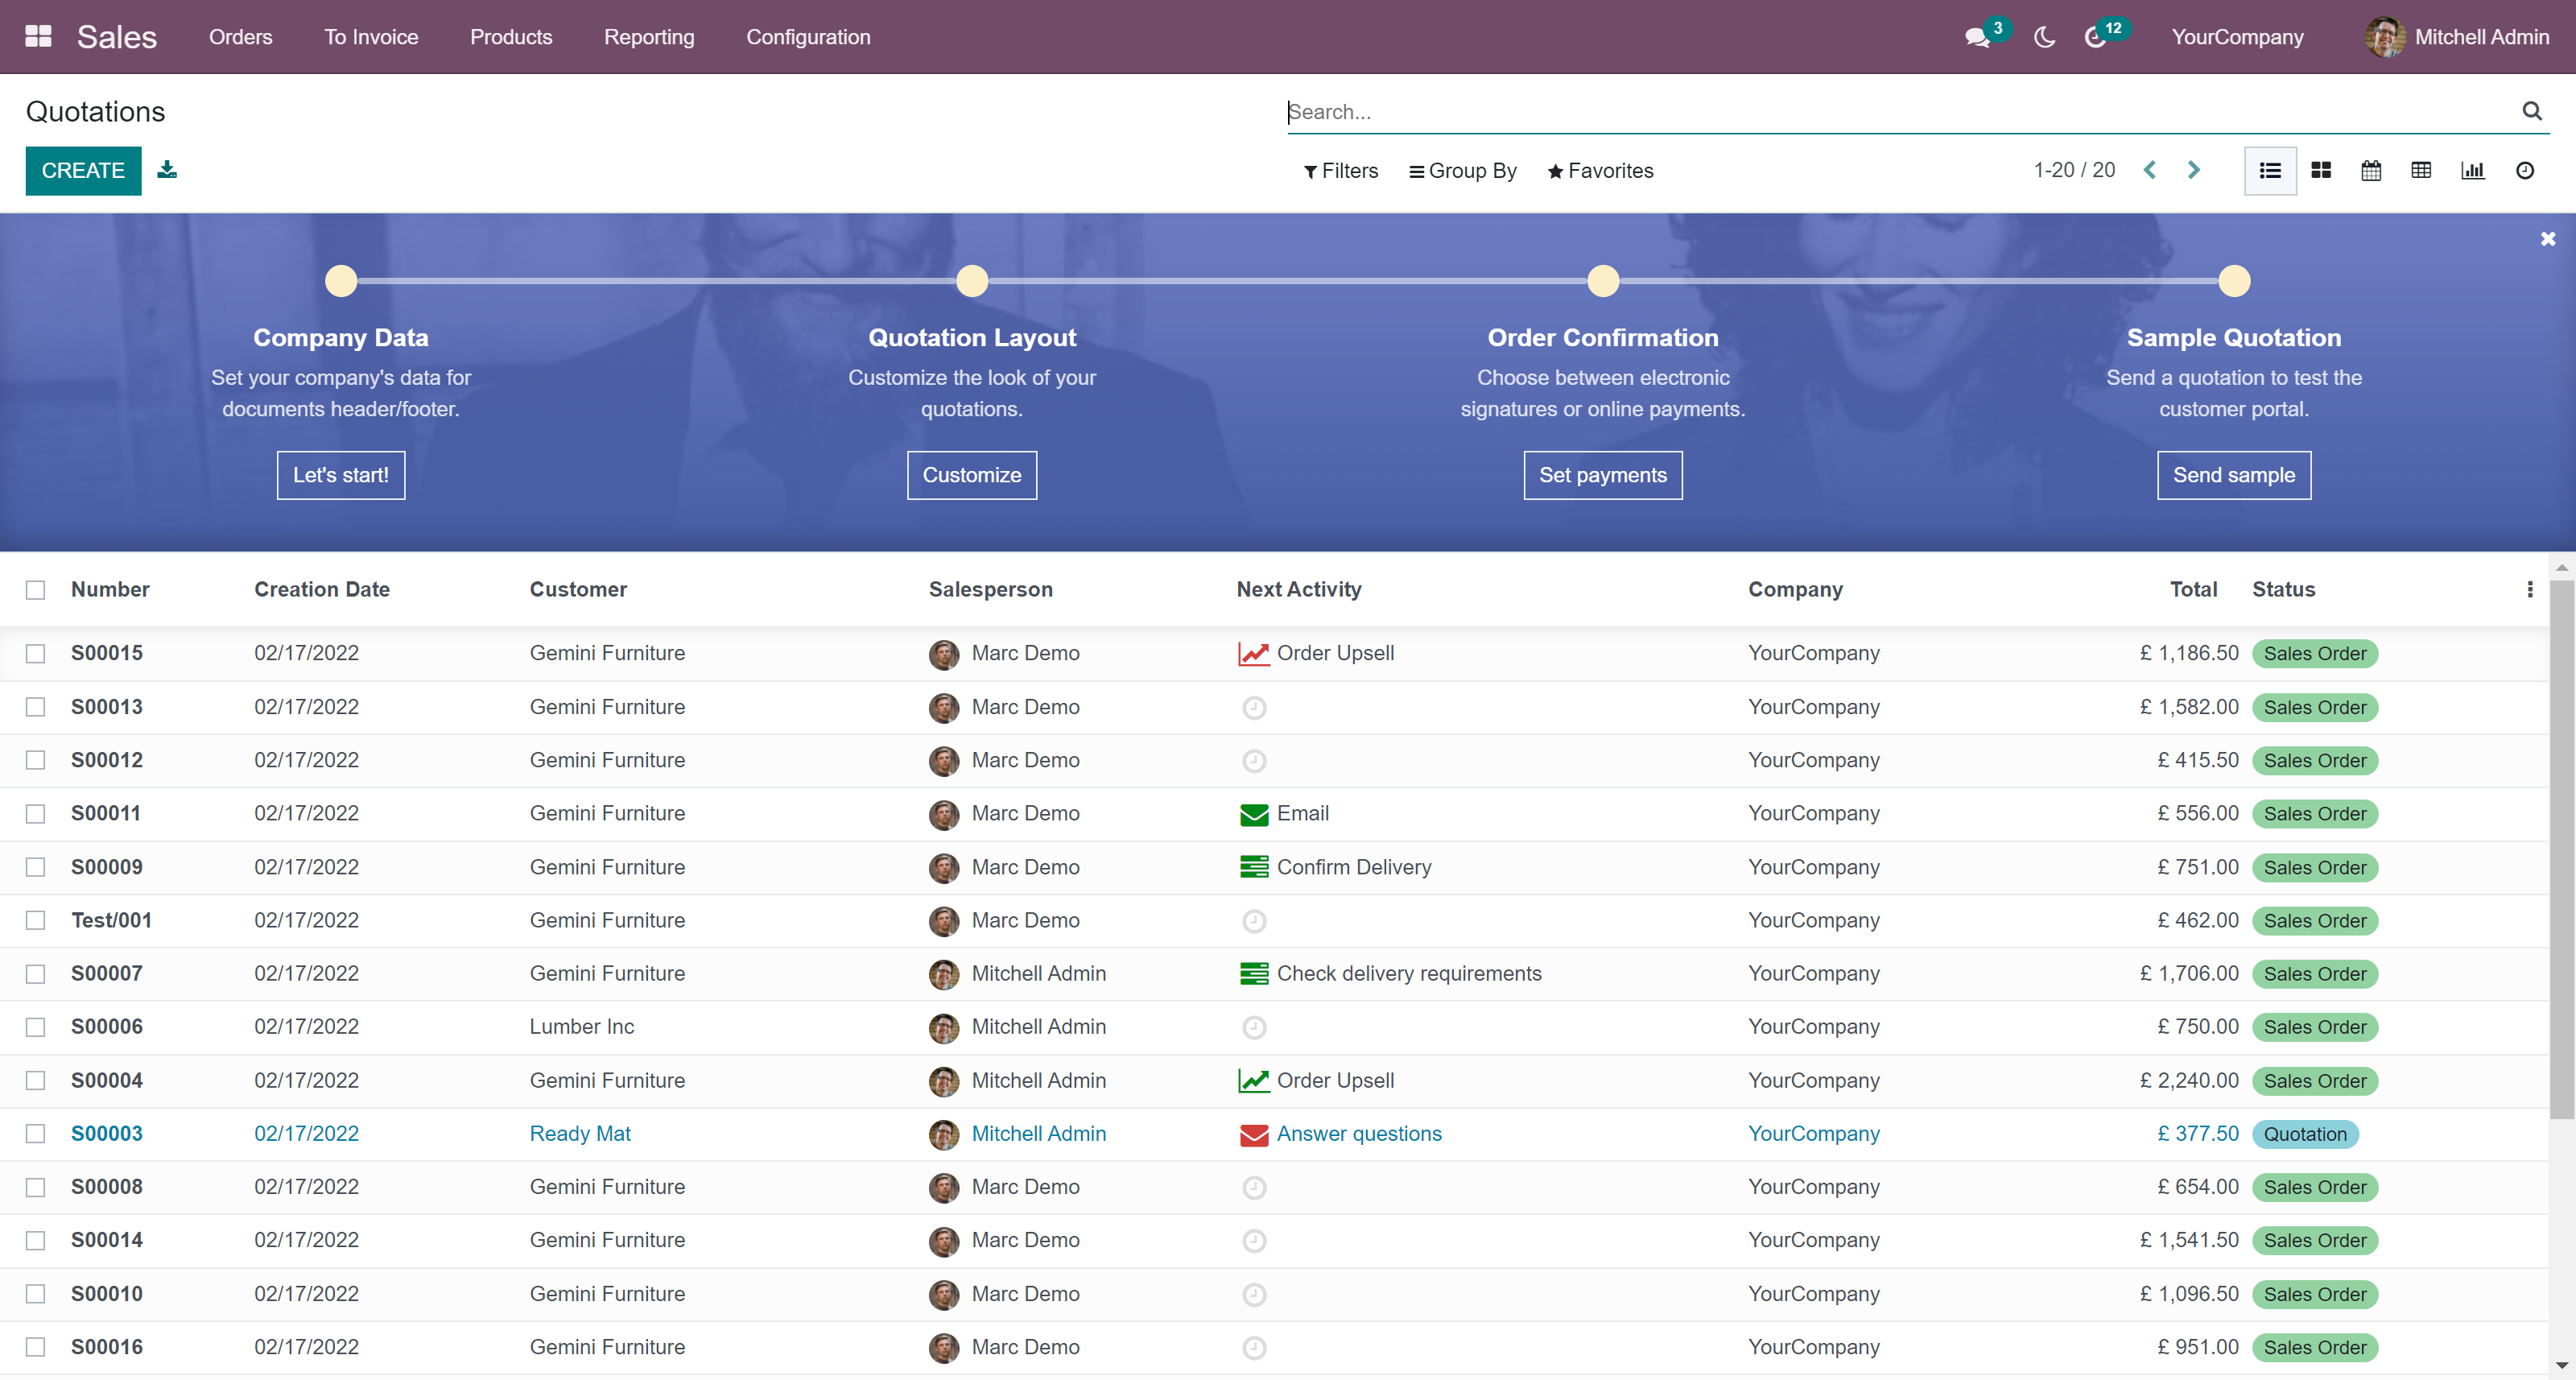 Sales Orders To Invoice Products Reporting Configuration 3 12 YourCompany Mitchell Admin
Quotations Search...
CREATE Filters Group By Favorites 1-20 / 20
Company Data Quotation Layout Order Confirmation Sample Quotation
Set your company's data for Customize the look of your Choose between electronic Send a quotation to test the
documents header/footer. quotations. signatures or online payments. customer portal.
Let's start! Customize Set payments Send sample
Number Creation Date Customer Salesperson Next Activity Company Total Status
S00015 02/17/2022 Gemini Furniture Marc Demo Order Upsell YourCompany £ 1,186.50 Sales Order
S00013 02/17/2022 Gemini Furniture Marc Demo YourCompany £ 1,582.00 Sales Order
S00012 02/17/2022 Gemini Furniture Marc Demo YourCompany £ 415.50 Sales Order
S00011 02/17/2022 Gemini Furniture Marc Demo Email YourCompany £ 556.00 Sales Order
S00009 02/17/2022 Gemini Furniture Marc Demo Confirm Delivery YourCompany £ 751.00 Sales Order
Test/001 02/17/2022 Gemini Furniture Marc Demo YourCompany £ 462.00 Sales Order
S00007 02/17/2022 Gemini Furniture Mitchell Admin Check delivery requirements YourCompany £ 1,706.00 Sales Order
S00006 02/17/2022 Lumber Inc Mitchell Admin YourCompany £ 750.00 Sales Order
S00004 02/17/2022 Gemini Furniture Mitchell Admin Order Upsell YourCompany £ 2,240.00 Sales Order
S00003 02/17/2022 Ready Mat Mitchell Admin Answer questions YourCompany £ 377.50 Quotation
S00008 02/17/2022 Gemini Furniture Marc Demo YourCompany £ 654.00 Sales Order
S00014 02/17/2022 Gemini Furniture Marc Demo YourCompany £ 1,541.50 Sales Order
S00010 02/17/2022 Gemini Furniture Marc Demo YourCompany £ 1,096.50 Sales Order
S00016 02/17/2022 Gemini Furniture Marc Demo YourCompany £ 951.00 Sales Order